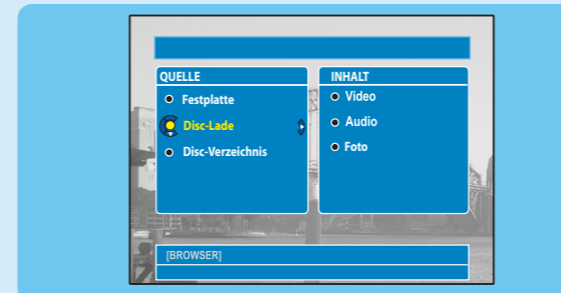 QUELLE
Festplatte
Disc-Lade
Disc-Verzeichnis
INHALT
Video
Audio
Foto
[BROWSER]